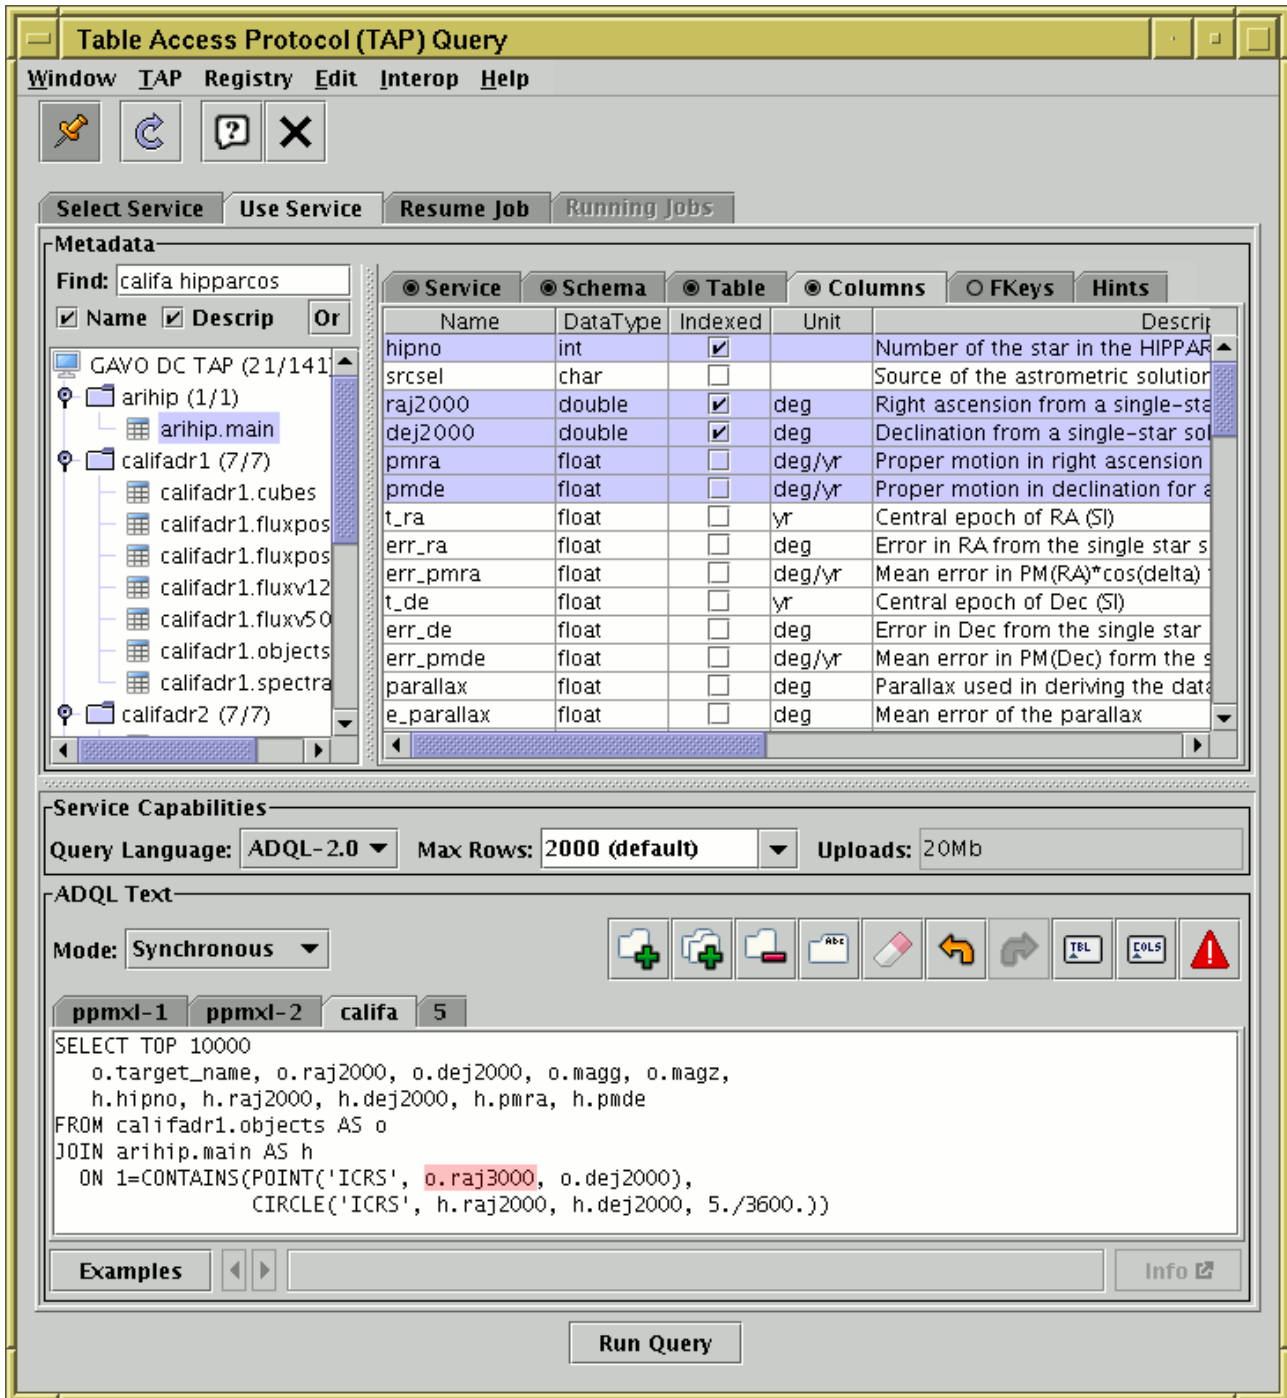 Table Access Protocol (TAP) Query
Window TAP Registry Edit Interop Help
Select Service Use Service Resume Job Running Jobs
Metadata
Find: califa hipparcos
Name Descrip Or
GAVO DC TAP (21/141)
arihip (1/1)
arihip.main
califadr1 (7/7)
califadr1.cubes
califadr1.fluxpos
califadr1.fluxpos
califadr1.fluxv12
califadr1.fluxv50
califadr1.objects
califadr1.spectra
califadr2 (7/7)
Service Schema Table Columns FKeys Hints
Name DataType Indexed Unit Descrip
hipno int Number of the star in the HIPPAR
srcsel char Source of the astrometric solution
raj2000 double deg Right ascension from a single-sta
dej2000 double deg Declination from a single-star sol
pmra float deg/yr Proper motion in right ascension
pmde float deg/yr Proper motion in declination for a
t_ra float yr Central epoch of RA (SI)
err_ra float deg Error in RA from the single star s
err_pmra float deg/yr Mean error in PM(RA)*cos(delta)
t_de float yr Central epoch of Dec (SI)
err_de float deg Error in Dec from the single star
err_pmde float deg/yr Mean error in PM(Dec) form the s
parallax float deg Parallax used in deriving the data
e_parallax float deg Mean error of the parallax
Service Capabilities
Query Language: ADQL-2.0 Max Rows: 2000 (default) Uploads: 20Mb
ADQL Text
Mode: Synchronous
Abc TBL COLS
ppmxl-1 ppmxl-2 califa 5
SELECT TOP 10000
o.target_name, o.raj2000, o.dej2000, o.magg, o.magz,
h.hipno, h.raj2000, h.dej2000, h.pmra, h.pmde
FROM califadr1.objects AS o
JOIN arihip.main AS h
ON 1=CONTAINS(POINT('ICRS', o.raj3000, o.dej2000),
CIRCLE('ICRS', h.raj2000, h.dej2000, 5./3600.))
Examples Info
Run Query